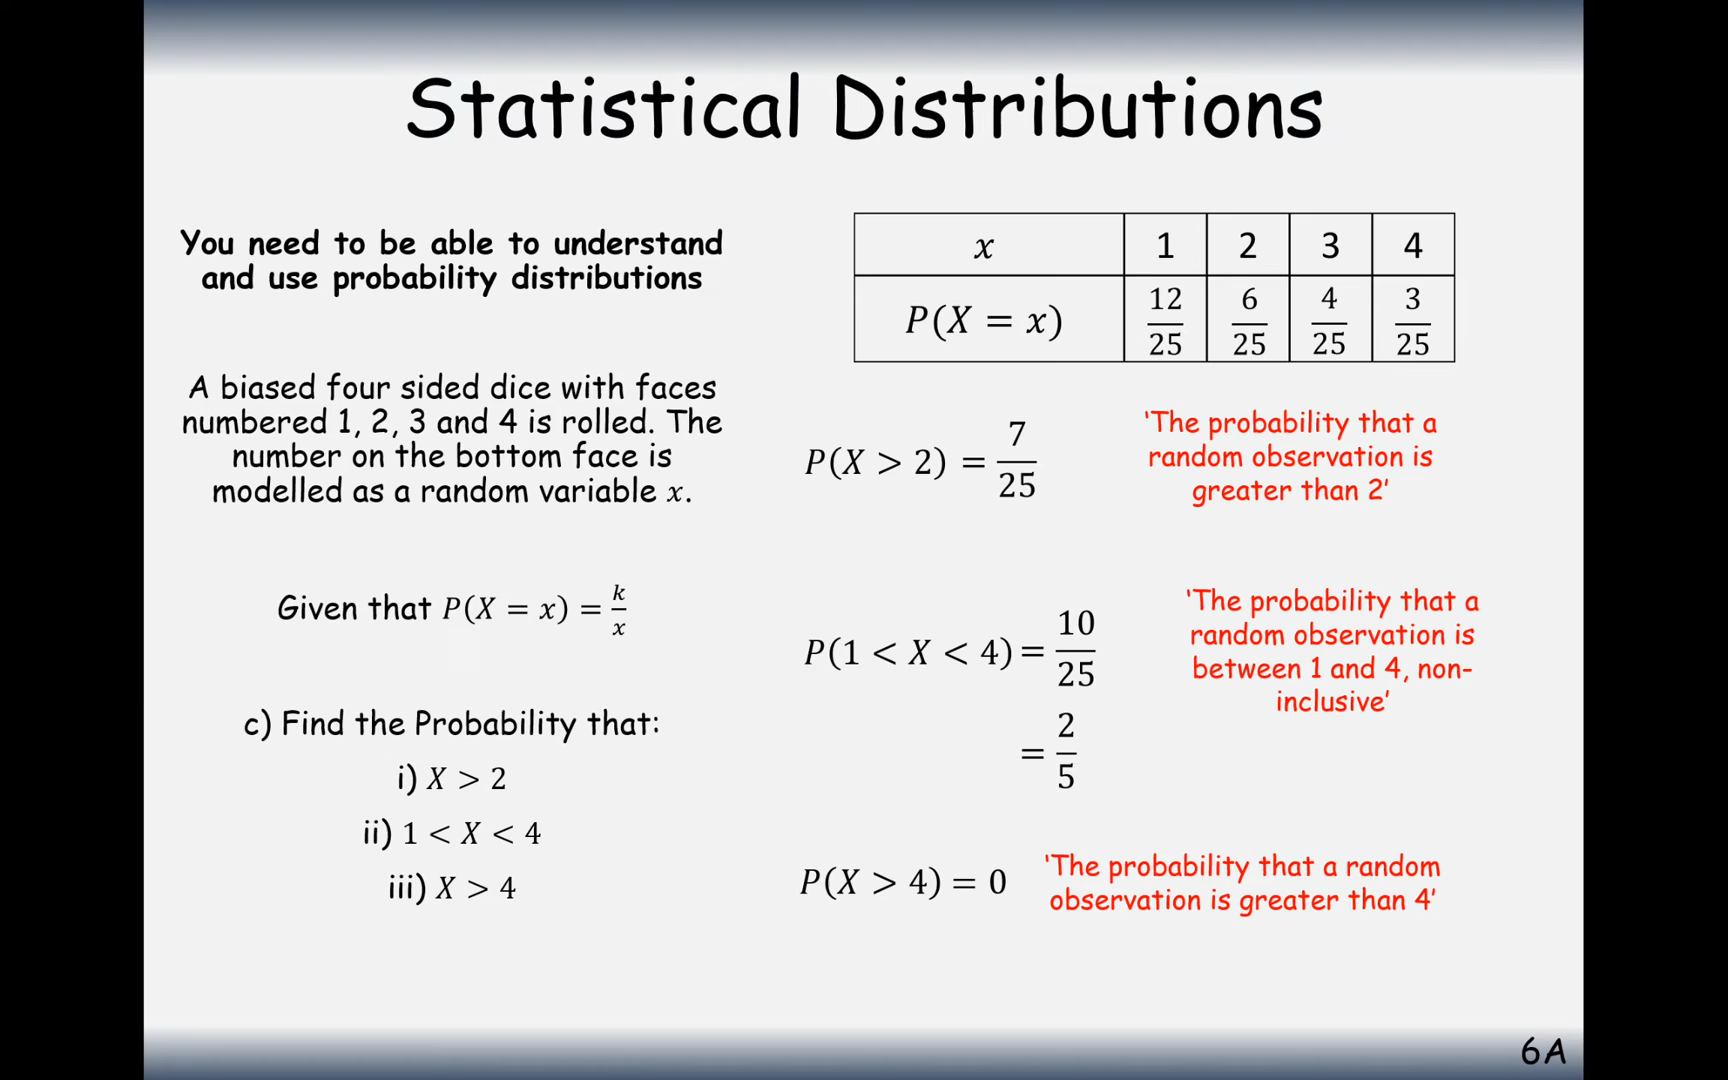 Statistical Distributions
You need to be able to understand
and use probability distributions
A biased four sided dice with faces
numbered 1, 2, 3 and 4 is rolled. The
number on the bottom face is
modelled as a random variable x.
Given that P(X = x) = k/x
c) Find the Probability that:
i) X > 2
ii) 1 < X < 4
iii) X > 4
x 1 2 3 4
P(X = x) 12/25 6/25 4/25 3/25
P(X > 2) = 7/25
‘The probability that a
random observation is
greater than 2’
P(1 < X < 4) = 10/25
= 2/5
‘The probability that a
random observation is
between 1 and 4, non-
inclusive’
P(X > 4) = 0
‘The probability that a random
observation is greater than 4’
6A